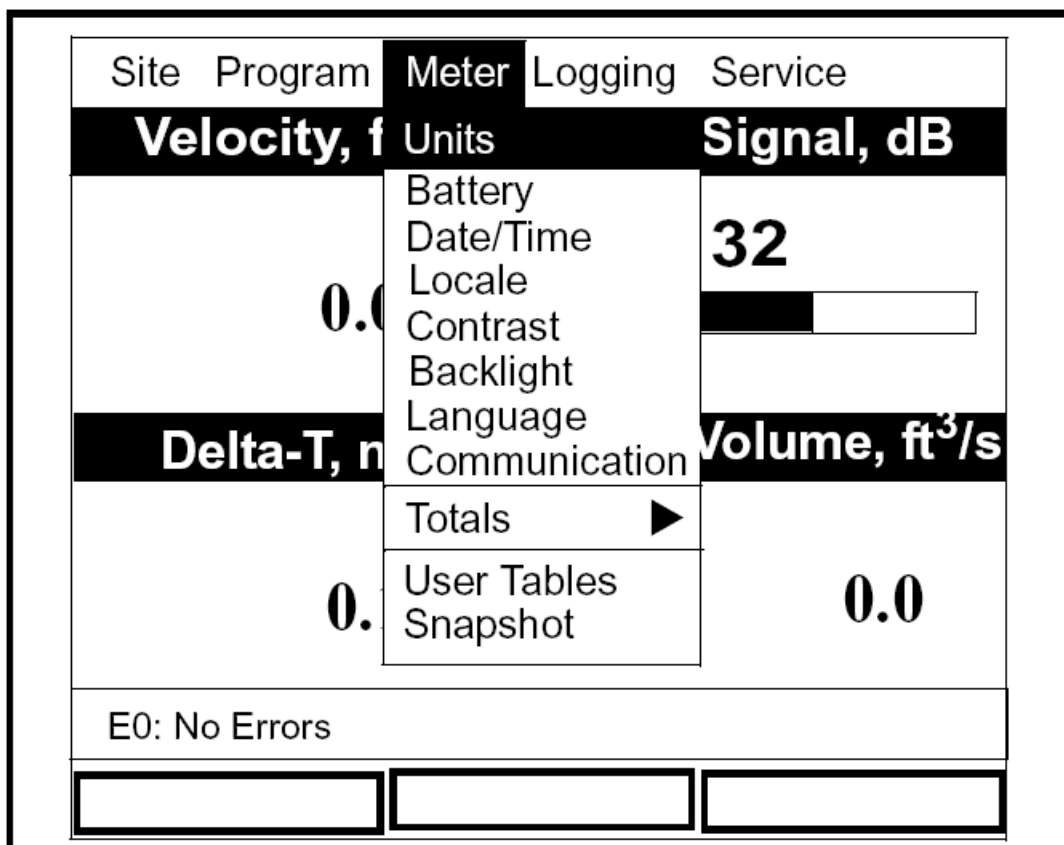 Site Program Meter Logging Service
Velocity, f
Units
Signal, dB
Battery
Date/Time
Locale
Contrast
Backlight
Language
Communication
Totals
User Tables
Snapshot
32
0.0
Delta-T, n
Volume, ft³/s
0.
0.0
E0: No Errors